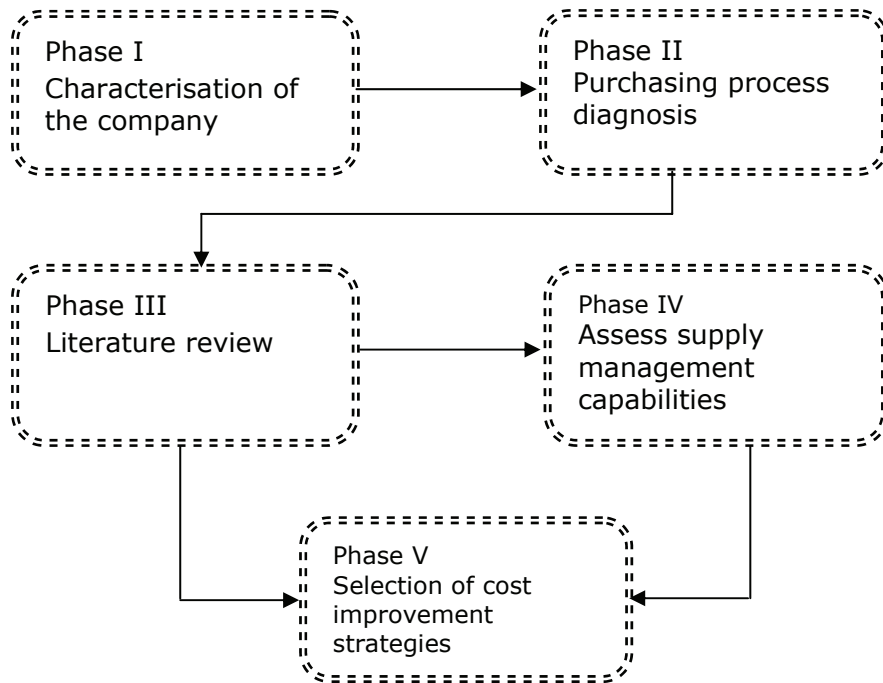 Phase I
Characterisation of
the company
Phase II
Purchasing process
diagnosis
Phase III
Literature review
Phase IV
Assess supply
management
capabilities
Phase V
Selection of cost
improvement
strategies